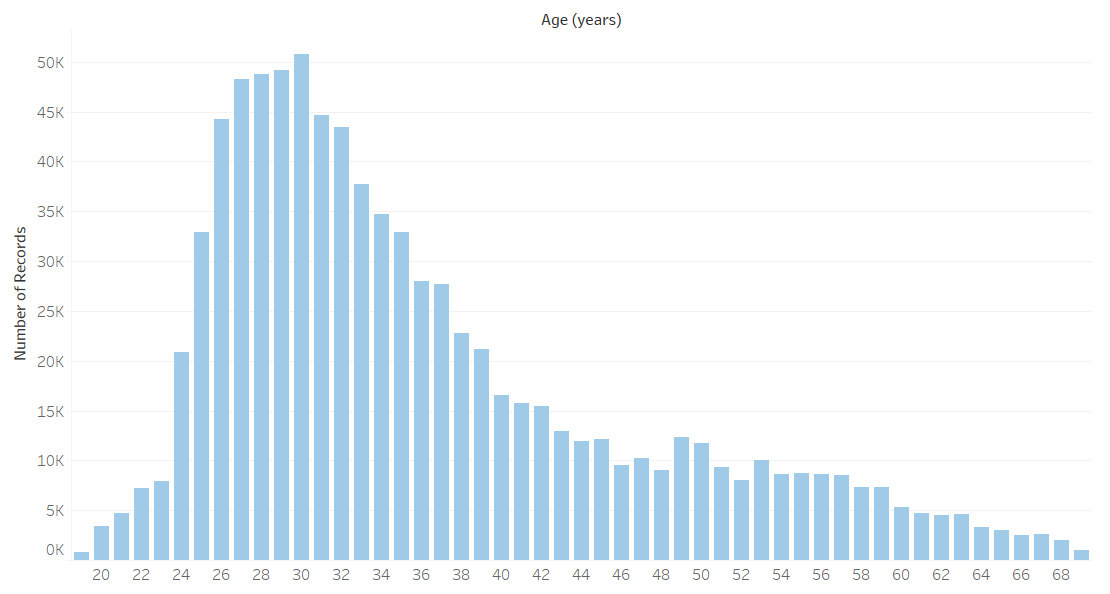 Age (years)
Number of Records
50K
45K
40K
35K
30K
25K
20K
15K
10K
5K
0K
20 22 24 26 28 30 32 34 36 38 40 42 44 46 48 50 52 54 56 58 60 62 64 66 68